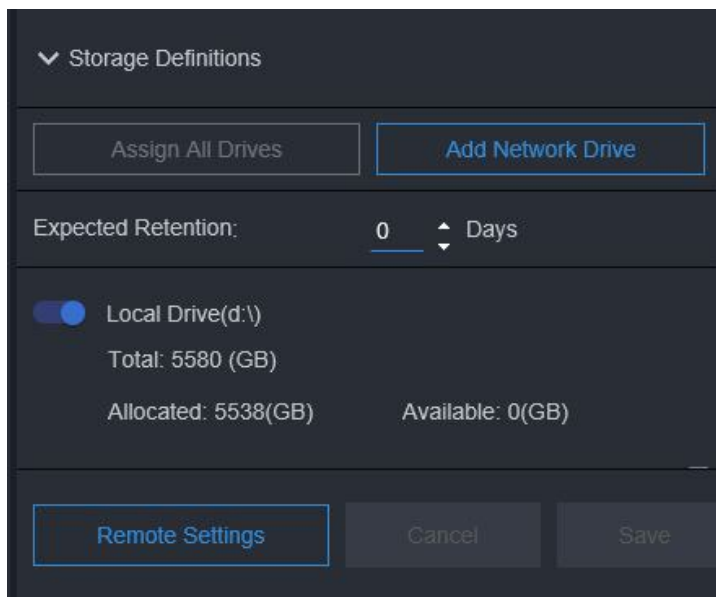 Storage Definitions
Assign All Drives Add Network Drive
Expected Retention: 0 Days
Local Drive(d:\)
Total: 5580 (GB)
Allocated: 5538(GB) Available: 0(GB)
Remote Settings Cancel Save